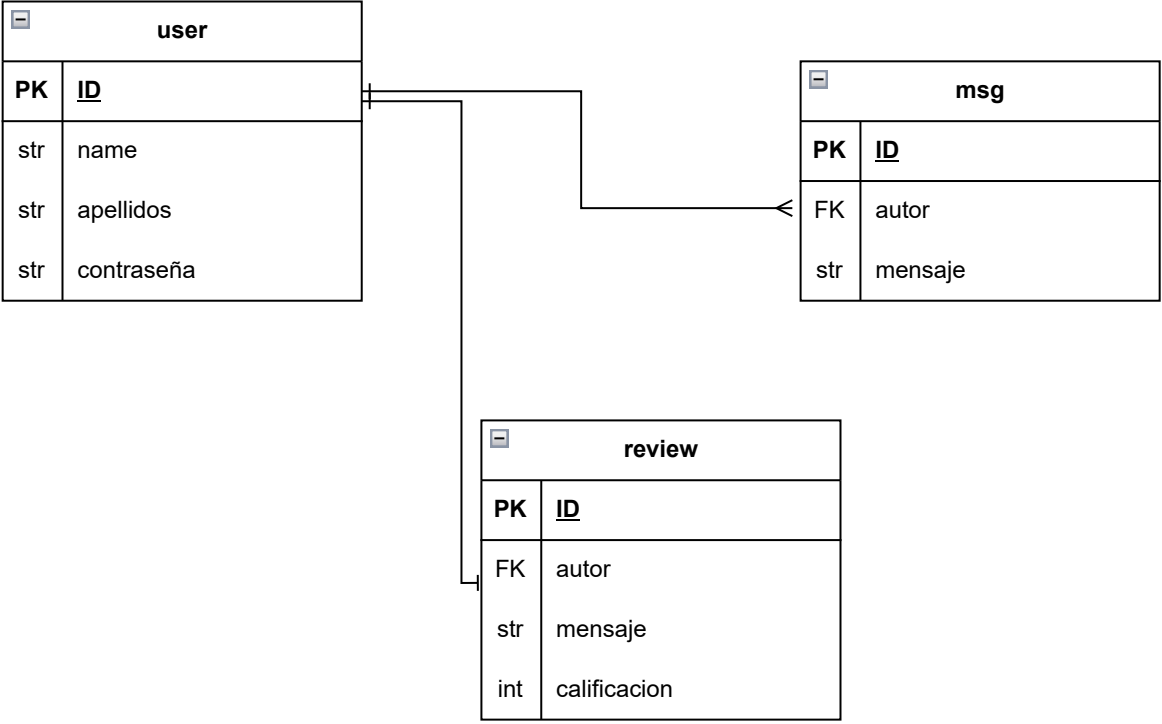 user
PK ID
str name
str apellidos
str contraseña
msg
PK ID
FK autor
str mensaje
review
PK ID
FK autor
str mensaje
int calificacion